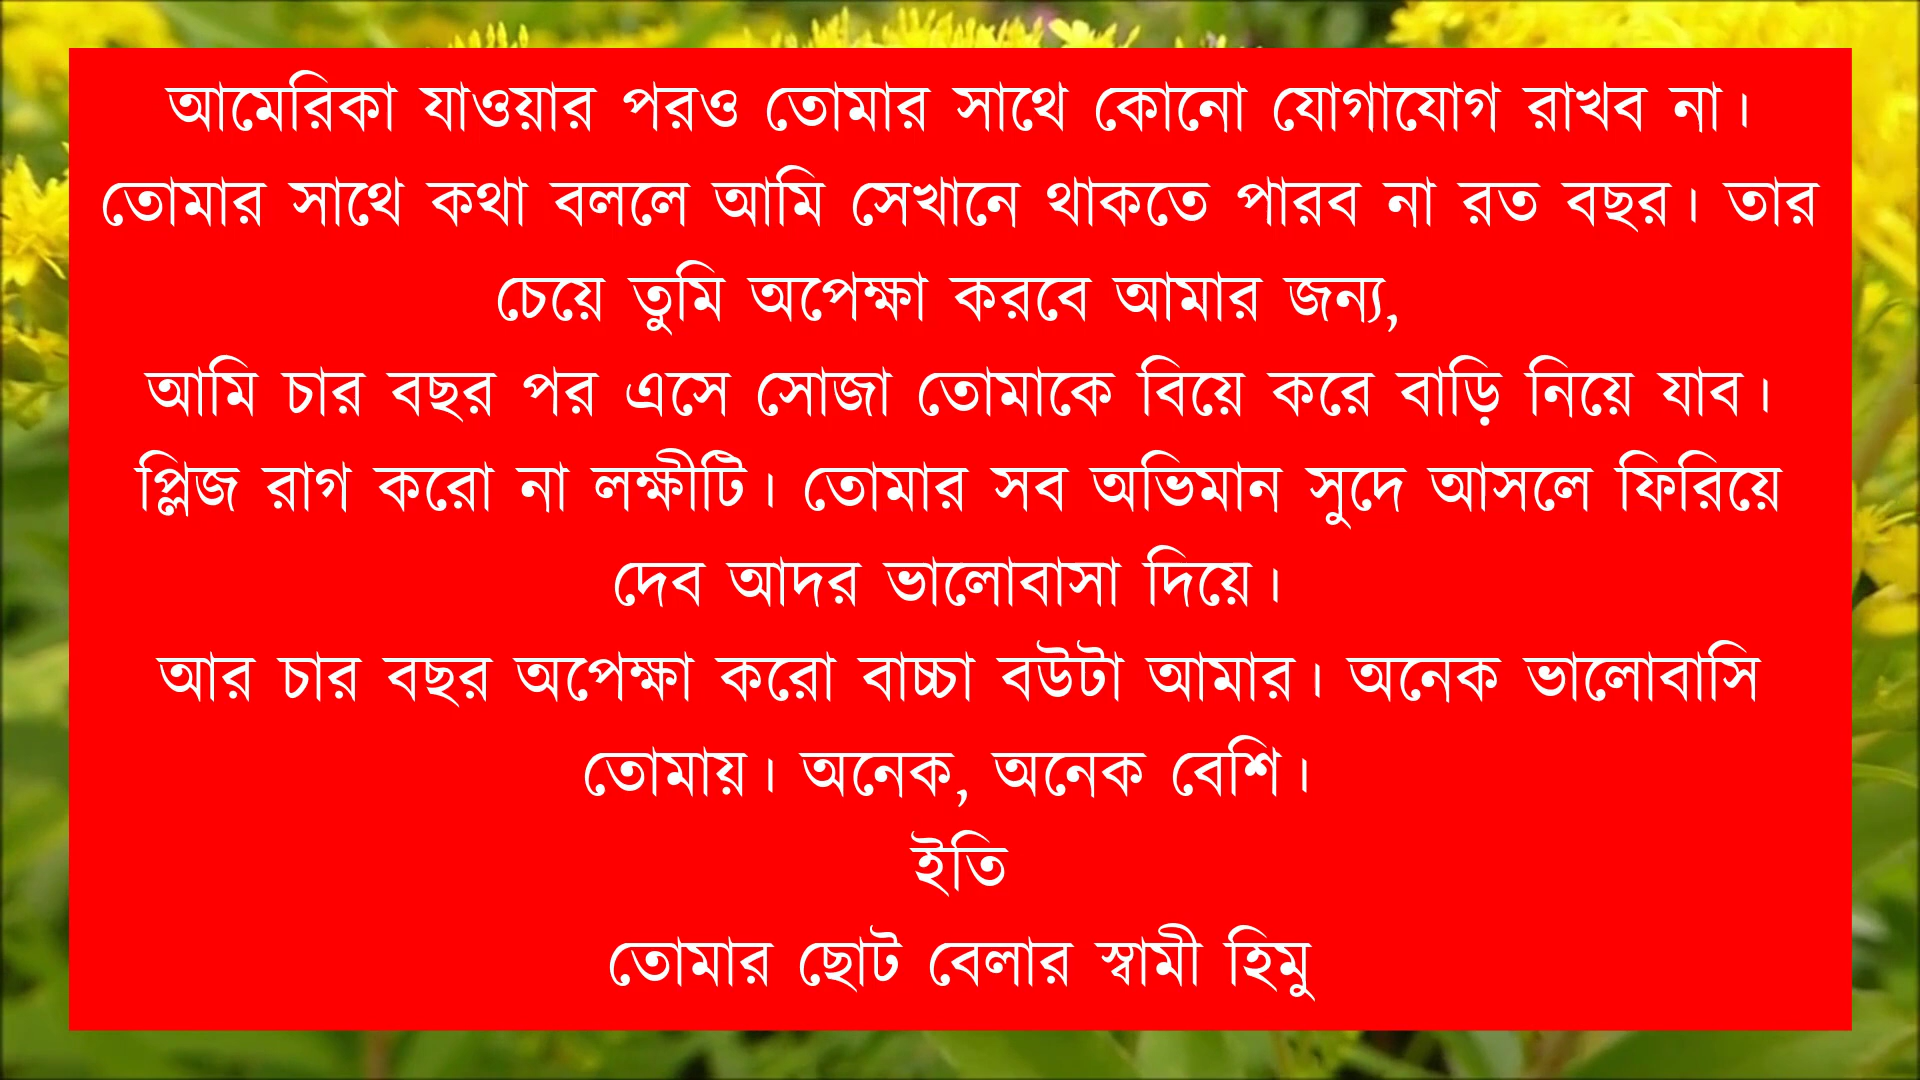 আমেরিকা যাওয়ার পরও তোমার সাথে কোনো যোগাযোগ রাখব না।
তোমার সাথে কথা বললে আমি সেখানে থাকতে পারব না রত বছর। তার
চেয়ে তুমি অপেক্ষা করবে আমার জন্য,
আমি চার বছর পর এসে সোজা তোমাকে বিয়ে করে বাড়ি নিয়ে যাব।
প্লিজ রাগ করো না লক্ষীটি। তোমার সব অভিমান সুদে আসলে ফিরিয়ে
দেব আদর ভালোবাসা দিয়ে।
আর চার বছর অপেক্ষা করো বাচ্চা বউটা আমার। অনেক ভালোবাসি
তোমায়। অনেক, অনেক বেশি।
ইতি
তোমার ছোট বেলার স্বামী হিমু